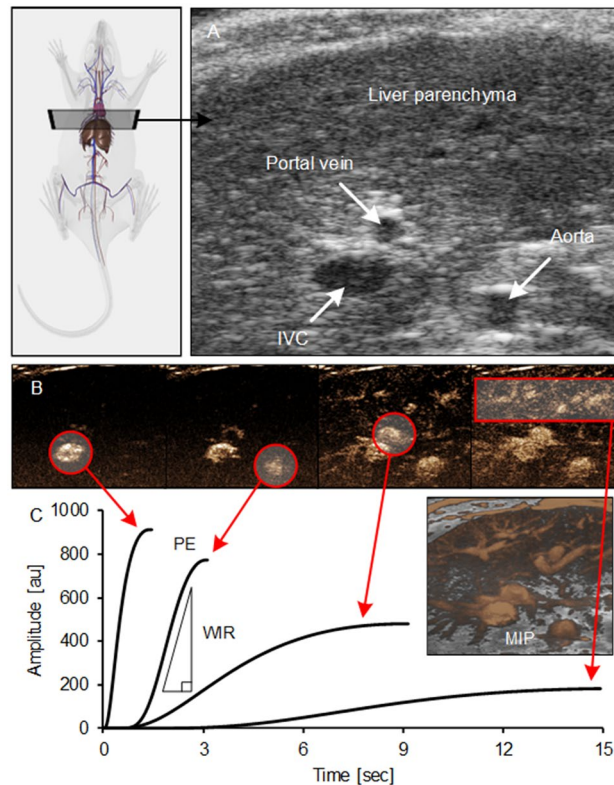 A
Liver parenchyma
Portal vein
Aorta
IVC
B
C
1000
800
600
400
200
0
Amplitude [au]
PE
WIR
MIP
0
3
6
9
12
15
Time [sec]